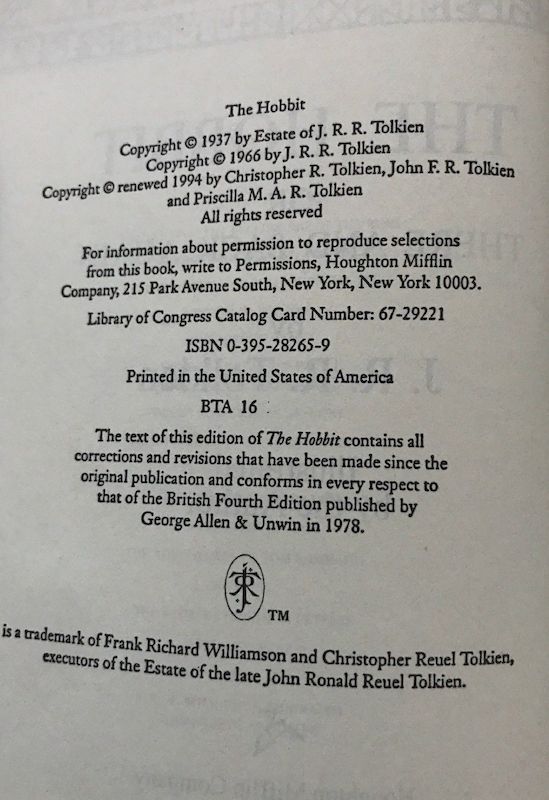 The Hobbit
Copyright © 1937 by Estate of J. R. R. Tolkien
Copyright © 1966 by J. R. R. Tolkien
Copyright © renewed 1994 by Christopher R. Tolkien, John F. R. Tolkien
and Priscilla M. A. R. Tolkien
All rights reserved
For information about permission to reproduce selections
from this book, write to Permissions, Houghton Mifflin
Company, 215 Park Avenue South, New York, New York 10003.
Library of Congress Catalog Card Number: 67-29221
ISBN 0-395-28265-9
Printed in the United States of America
BTA 16
The text of this edition of The Hobbit contains all
corrections and revisions that have been made since the
original publication and conforms in every respect to
that of the British Fourth Edition published by
George Allen & Unwin in 1978.
TM
is a trademark of Frank Richard Williamson and Christopher Reuel Tolkien,
executors of the Estate of the late John Ronald Reuel Tolkien.